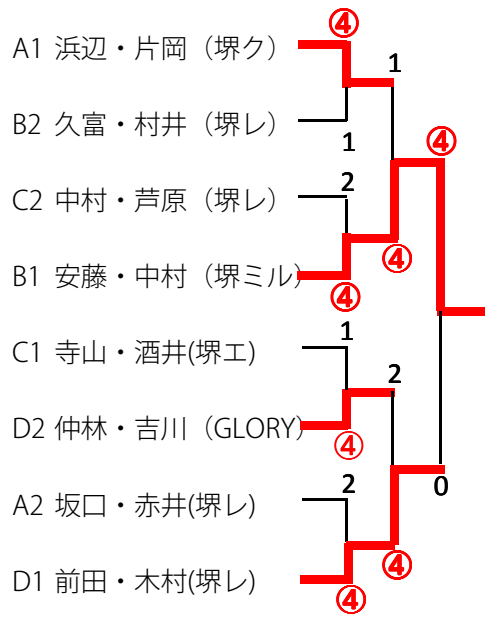 ④
A1 浜辺・片岡（堺ク）
1
B2 久富・村井（堺レ）
1
④
2
C2 中村・芦原（堺レ）
B1 安藤・中村（堺ミル）
④
④
1
C1 寺山・酒井(堺エ)
2
D2 仲林・吉川（GLORY）
④
2
0
A2 坂口・赤井(堺レ)
④
D1 前田・木村(堺レ)
④